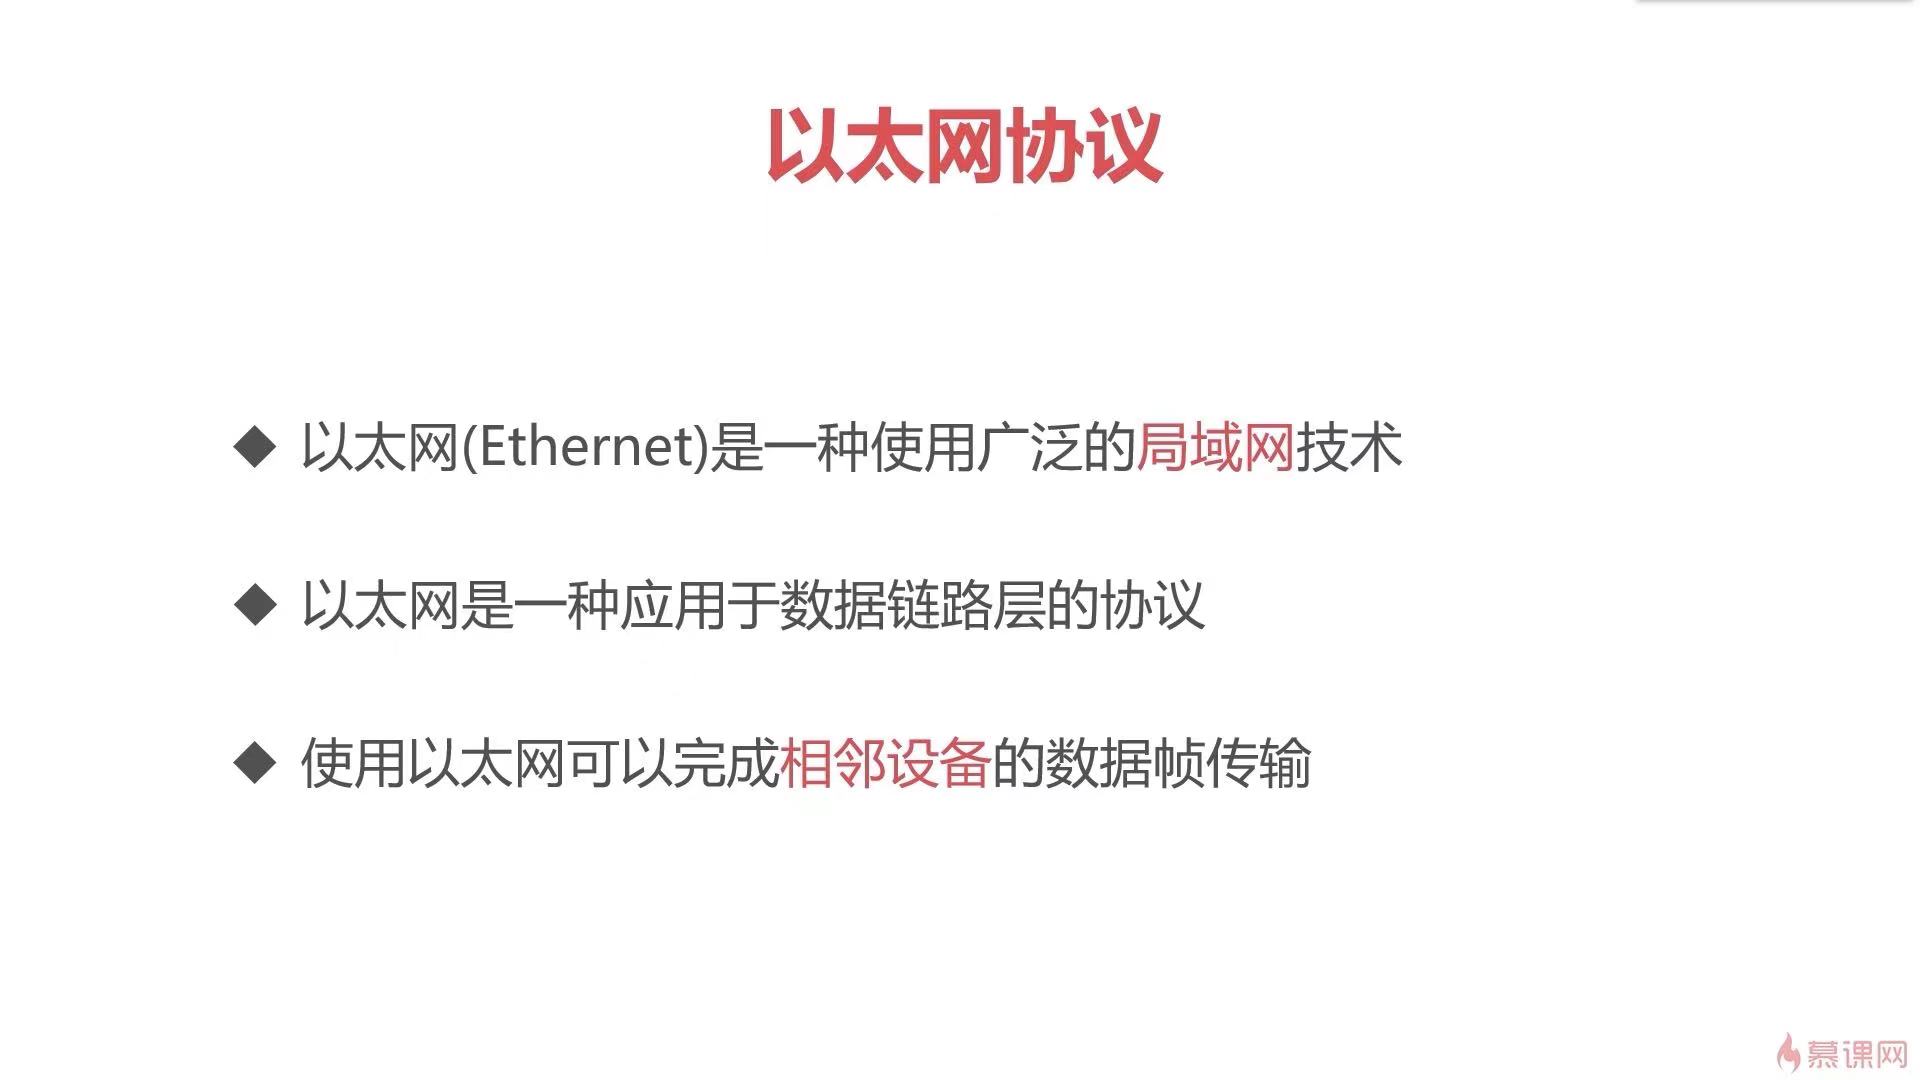 以太网协议
◆ 以太网(Ethernet)是一种使用广泛的局域网技术
◆ 以太网是一种应用于数据链路层的协议
◆ 使用以太网可以完成相邻设备的数据帧传输
慕课网